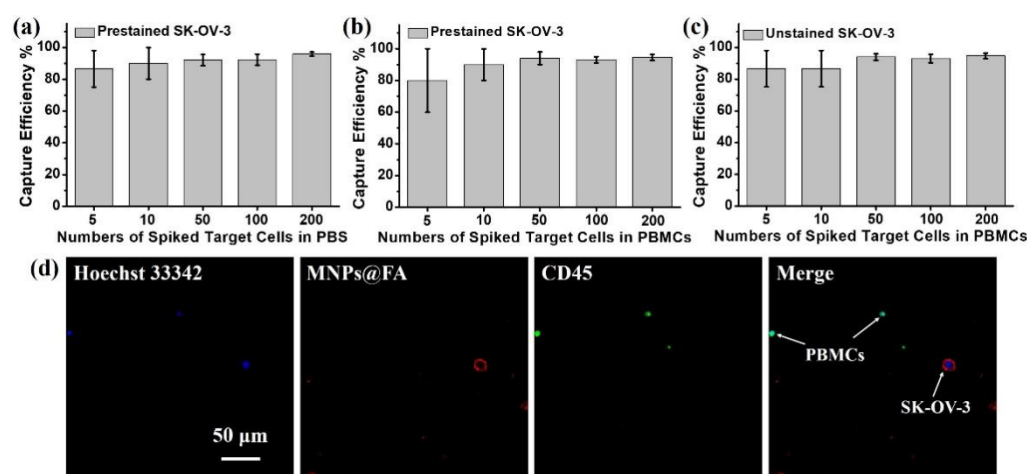 (a)
Prestained SK-OV-3
Capture Efficiency %
100
80
60
40
20
0
5 10 50 100 200
Numbers of Spiked Target Cells in PBS
(b)
Prestained SK-OV-3
Capture Efficiency %
100
80
60
40
20
0
5 10 50 100 200
Numbers of Spiked Target Cells in PBMCs
(c)
Unstained SK-OV-3
Capture Efficiency %
100
80
60
40
20
0
5 10 50 100 200
Numbers of Spiked Target Cells in PBMCs
(d)
Hoechst 33342
50 μm
MNPs@FA
CD45
Merge
PBMCs
SK-OV-3